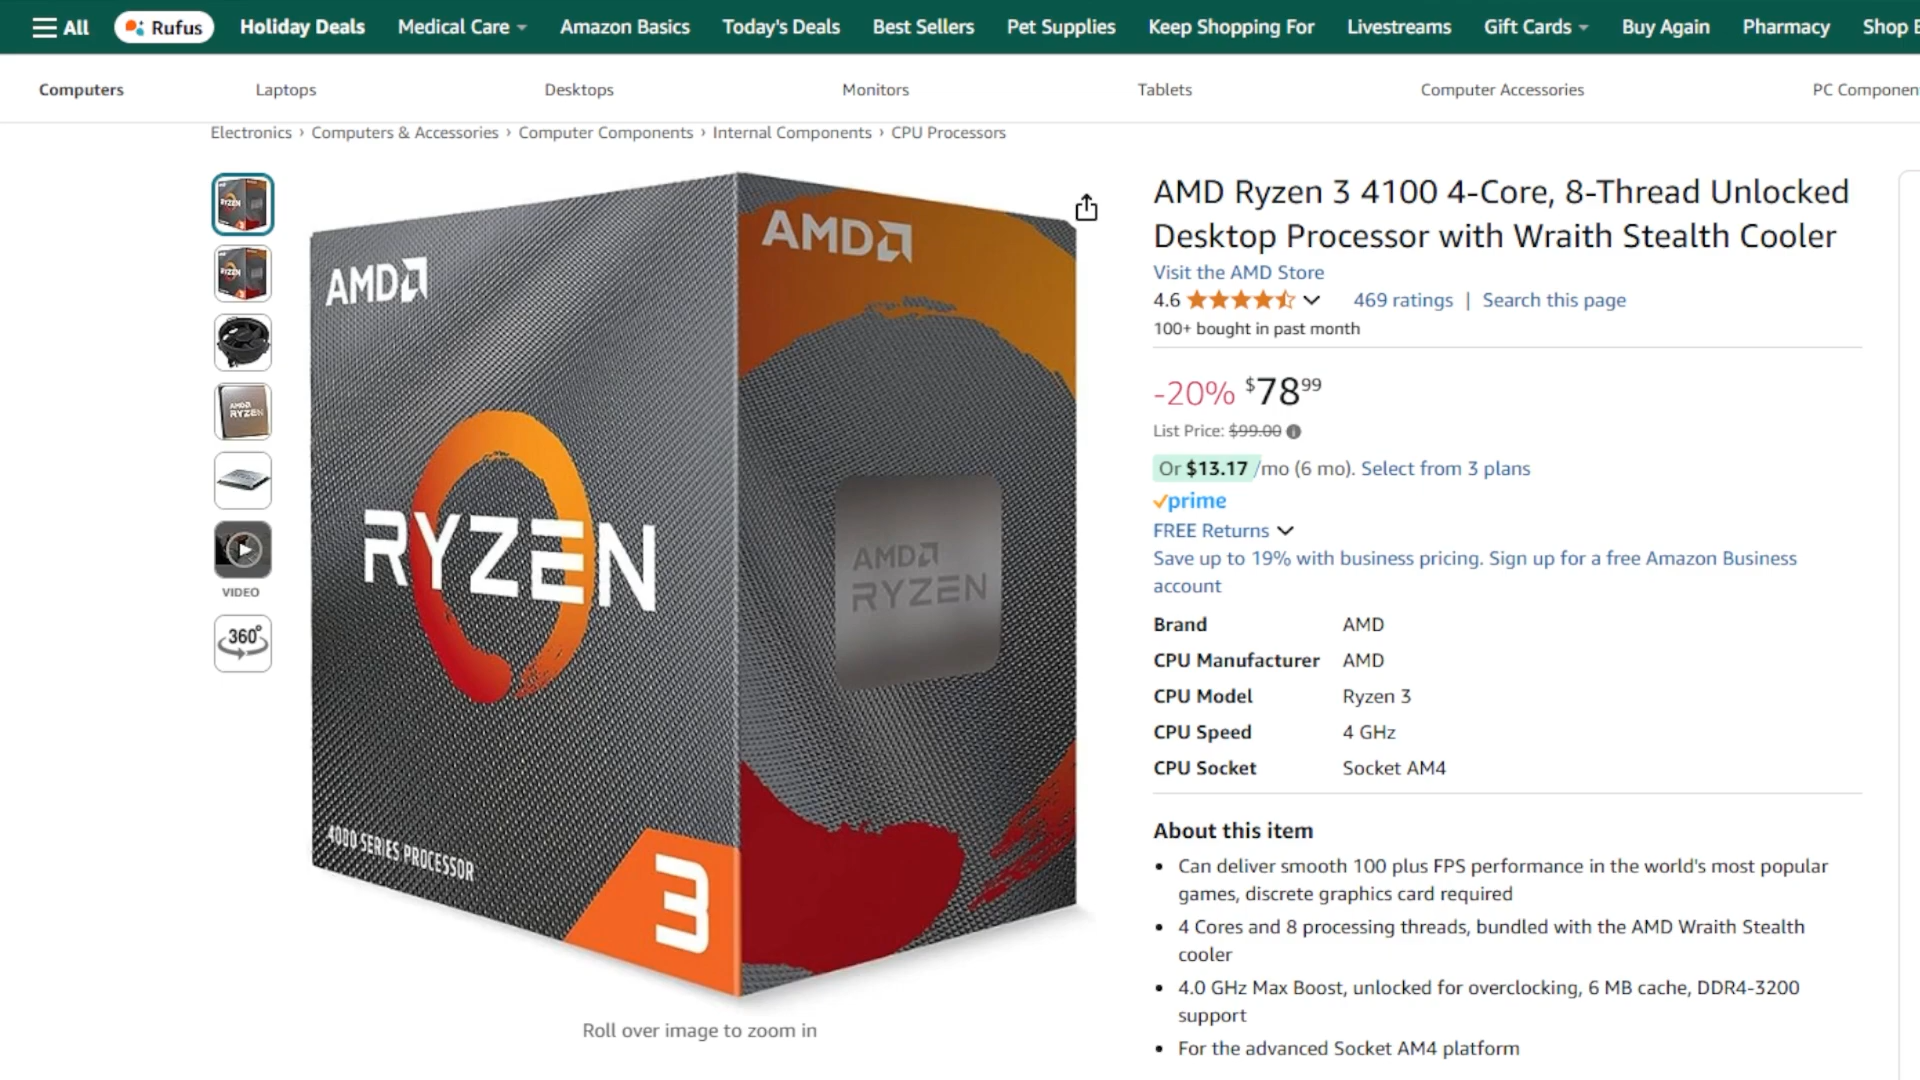 All
Rufus
Holiday Deals
Medical Care
Amazon Basics
Today's Deals
Best Sellers
Pet Supplies
Keep Shopping For
Livestreams
Gift Cards
Buy Again
Pharmacy
Shop
Computers
Laptops
Desktops
Monitors
Tablets
Computer Accessories
PC Componen
Electronics › Computers & Accessories › Computer Components › Internal Components › CPU Processors
AMD
RYZEN
4000 SERIES PROCESSOR
3
AMD
AMD
RYZEN
RYZEN
RYZEN
AMD
RYZEN
VIDEO
360°
Roll over image to zoom in
AMD Ryzen 3 4100 4-Core, 8-Thread Unlocked
Desktop Processor with Wraith Stealth Cooler
Visit the AMD Store
4.6
469 ratings | Search this page
100+ bought in past month
-20% $78 99
List Price: $99.00
Or $13.17 /mo (6 mo). Select from 3 plans
prime
FREE Returns
Save up to 19% with business pricing. Sign up for a free Amazon Business
account
Brand AMD
CPU Manufacturer AMD
CPU Model Ryzen 3
CPU Speed 4 GHz
CPU Socket Socket AM4
About this item
• Can deliver smooth 100 plus FPS performance in the world's most popular
games, discrete graphics card required
• 4 Cores and 8 processing threads, bundled with the AMD Wraith Stealth
cooler
• 4.0 GHz Max Boost, unlocked for overclocking, 6 MB cache, DDR4-3200
support
• For the advanced Socket AM4 platform